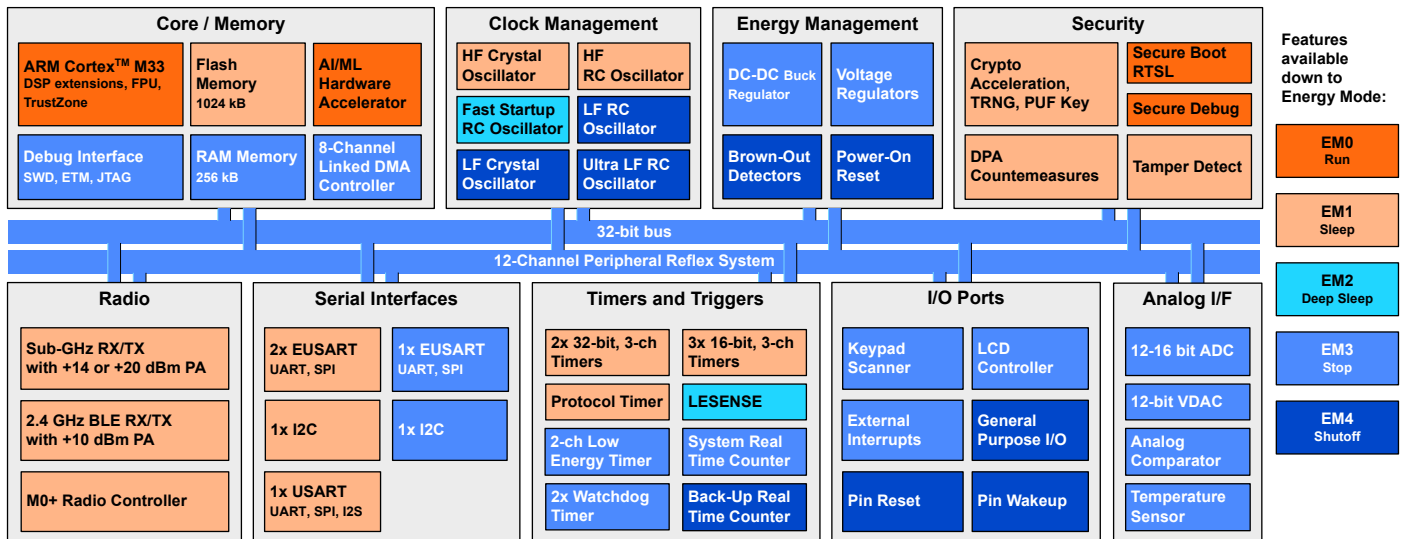 Core / Memory
ARM Cortex™ M33
DSP extensions, FPU,
TrustZone
Flash
Memory
1024 kB
AI/ML
Hardware
Accelerator
Debug Interface
SWD, ETM, JTAG
RAM Memory
256 kB
8-Channel
Linked DMA
Controller
Clock Management
HF Crystal
Oscillator
HF
RC Oscillator
Fast Startup
RC Oscillator
LF RC
Oscillator
LF Crystal
Oscillator
Ultra LF RC
Oscillator
Energy Management
DC-DC Buck
Regulator
Voltage
Regulators
Brown-Out
Detectors
Power-On
Reset
Security
Crypto
Acceleration,
TRNG, PUF Key
Secure Boot
RTSL
Secure Debug
DPA
Countemeasures
Tamper Detect
Features
available
down to
Energy Mode:
EM0
Run
EM1
Sleep
EM2
Deep Sleep
EM3
Stop
EM4
Shutoff
32-bit bus
12-Channel Peripheral Reflex System
Radio
Sub-GHz RX/TX
with +14 or +20 dBm PA
2.4 GHz BLE RX/TX
with +10 dBm PA
M0+ Radio Controller
Serial Interfaces
2x EUSART
UART, SPI
1x EUSART
UART, SPI
1x I2C
1x I2C
1x USART
UART, SPI, I2S
Timers and Triggers
2x 32-bit, 3-ch
Timers
3x 16-bit, 3-ch
Timers
Protocol Timer
LESENSE
2-ch Low
Energy Timer
System Real
Time Counter
2x Watchdog
Timer
Back-Up Real
Time Counter
I/O Ports
Keypad
Scanner
LCD
Controller
External
Interrupts
General
Purpose I/O
Pin Reset
Pin Wakeup
Analog I/F
12-16 bit ADC
12-bit VDAC
Analog
Comparator
Temperature
Sensor